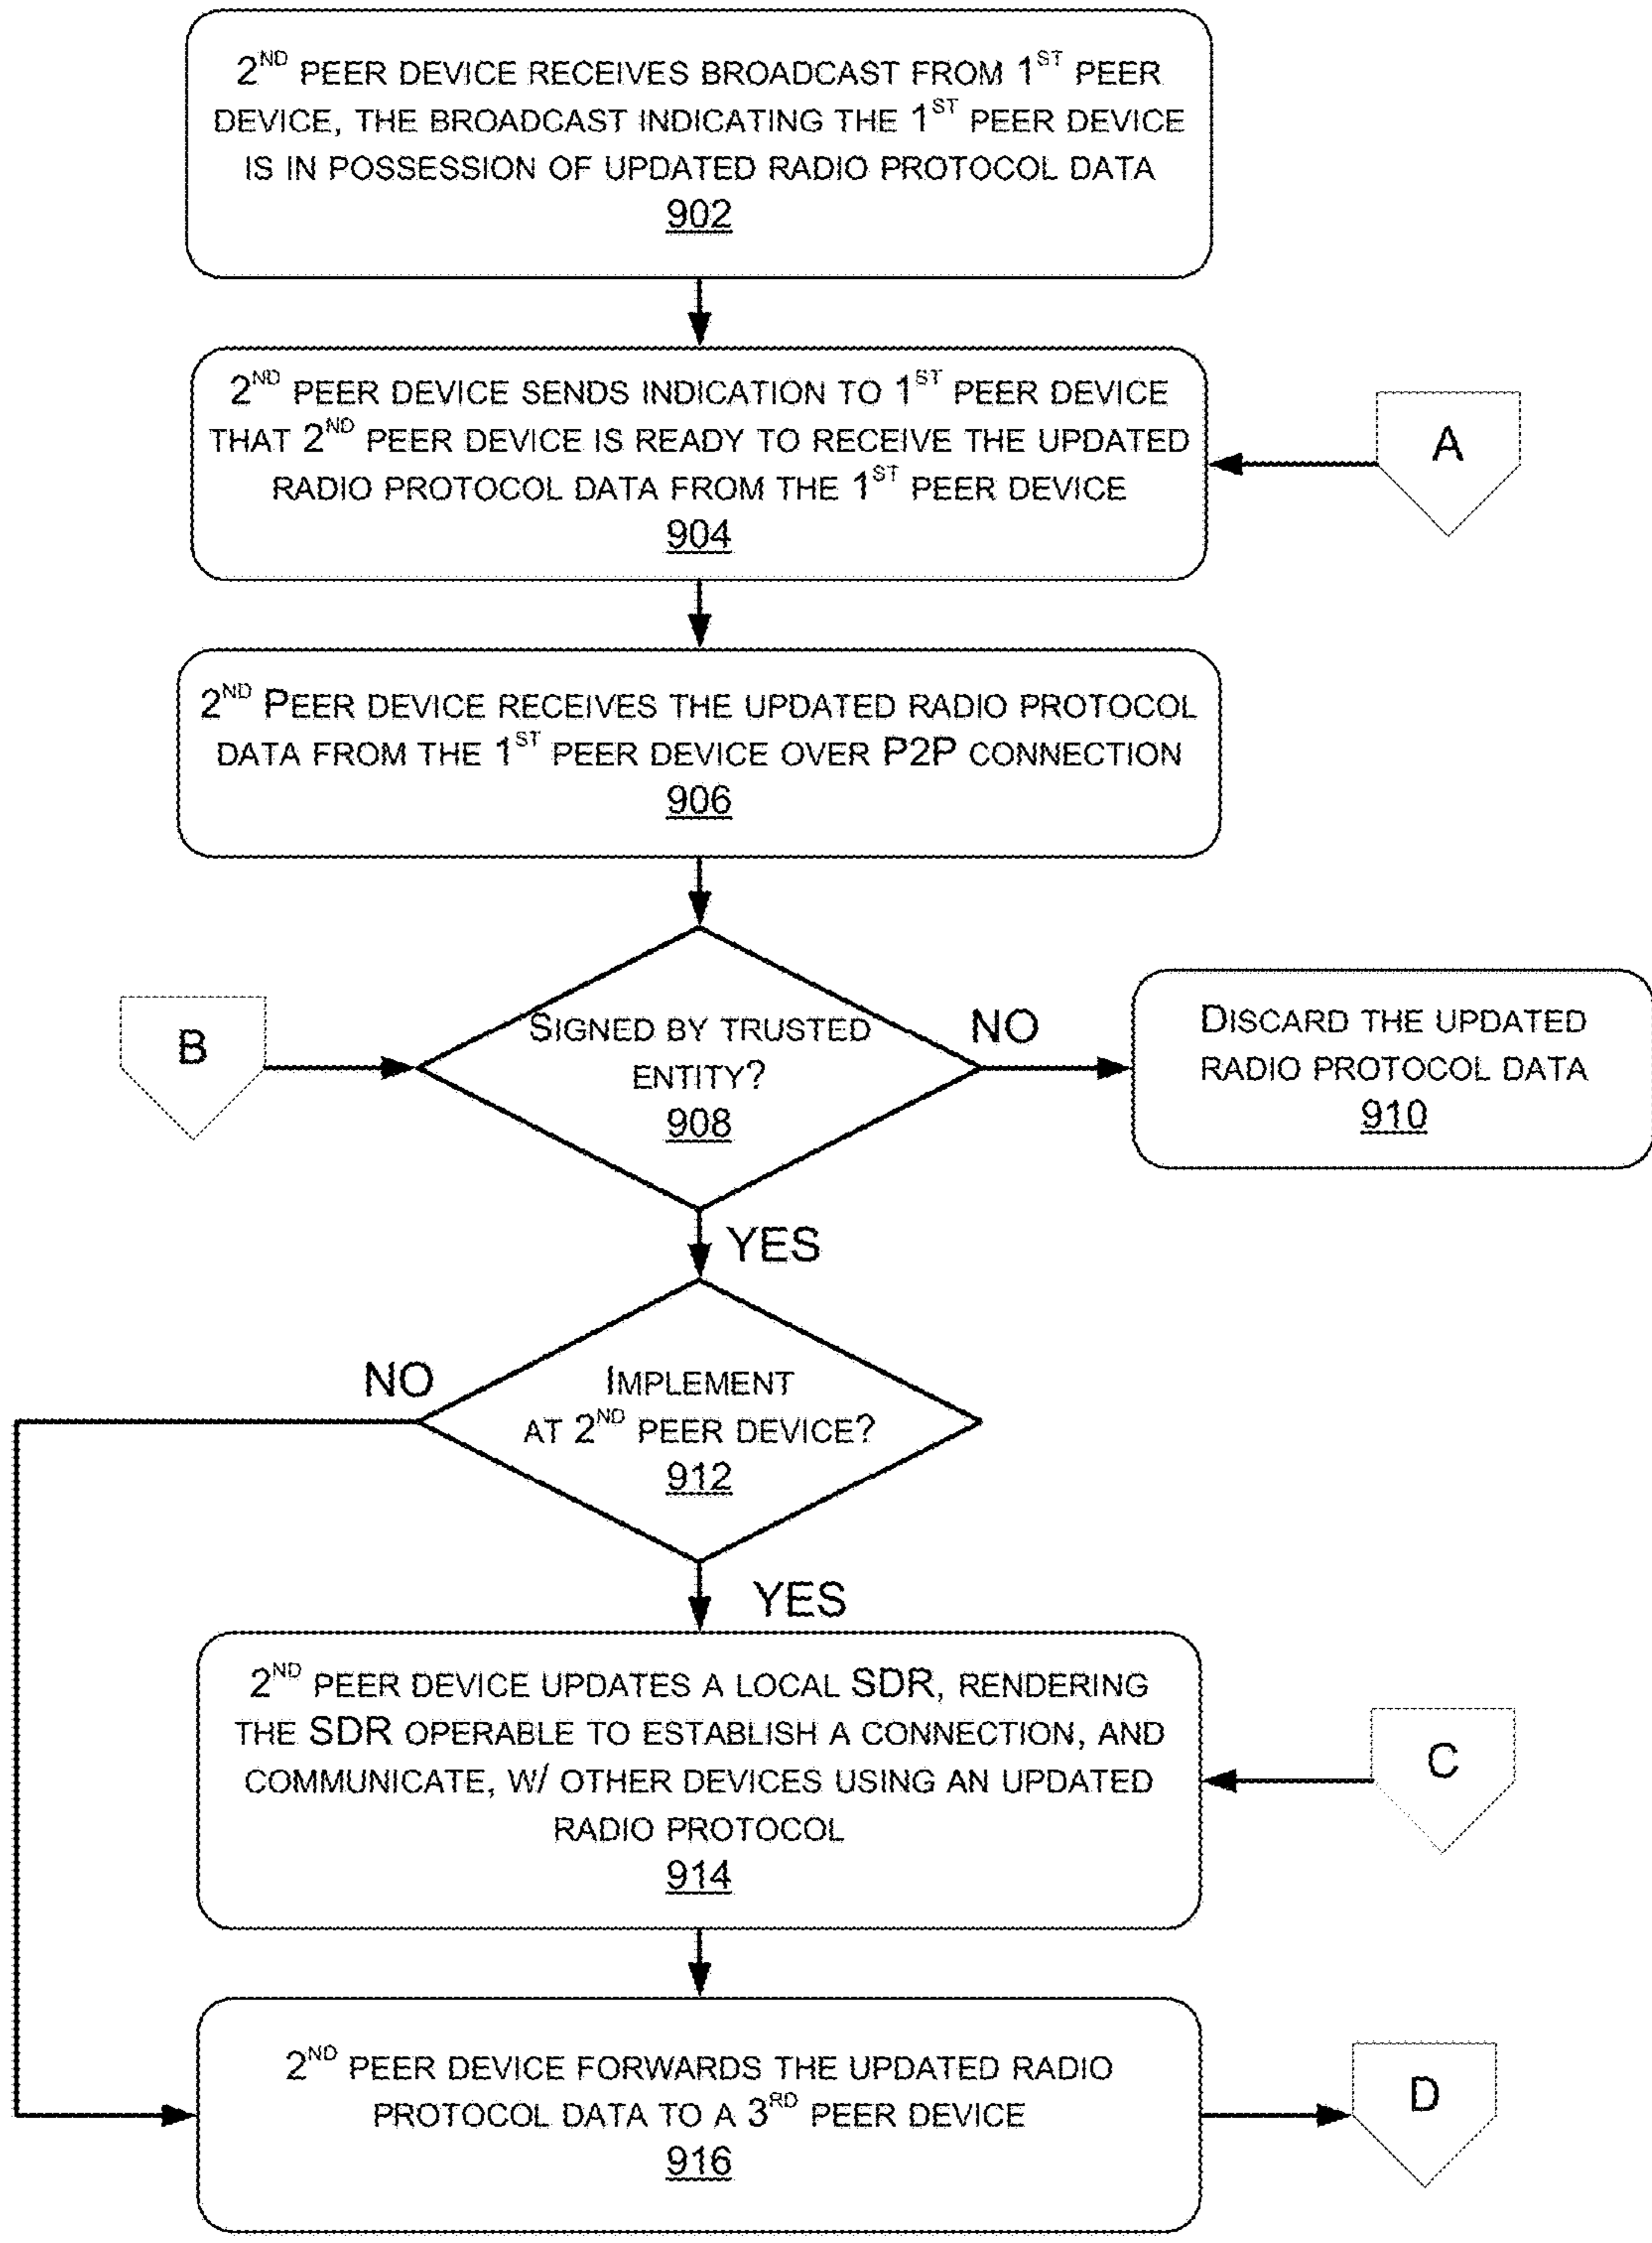 2ND PEER DEVICE RECEIVES BROADCAST FROM 1ST PEER
DEVICE, THE BROADCAST INDICATING THE 1ST PEER DEVICE
IS IN POSSESSION OF UPDATED RADIO PROTOCOL DATA
902
2ND PEER DEVICE SENDS INDICATION TO 1ST PEER DEVICE
THAT 2ND PEER DEVICE IS READY TO RECEIVE THE UPDATED
RADIO PROTOCOL DATA FROM THE 1ST PEER DEVICE
904
A
2ND PEER DEVICE RECEIVES THE UPDATED RADIO PROTOCOL
DATA FROM THE 1ST PEER DEVICE OVER P2P CONNECTION
906
B
SIGNED BY TRUSTED
ENTITY?
908
NO
DISCARD THE UPDATED
RADIO PROTOCOL DATA
910
YES
NO
IMPLEMENT
AT 2ND PEER DEVICE?
912
YES
2ND PEER DEVICE UPDATES A LOCAL SDR, RENDERING
THE SDR OPERABLE TO ESTABLISH A CONNECTION, AND
COMMUNICATE, W/ OTHER DEVICES USING AN UPDATED
RADIO PROTOCOL
914
C
2ND PEER DEVICE FORWARDS THE UPDATED RADIO
PROTOCOL DATA TO A 3RD PEER DEVICE
916
D